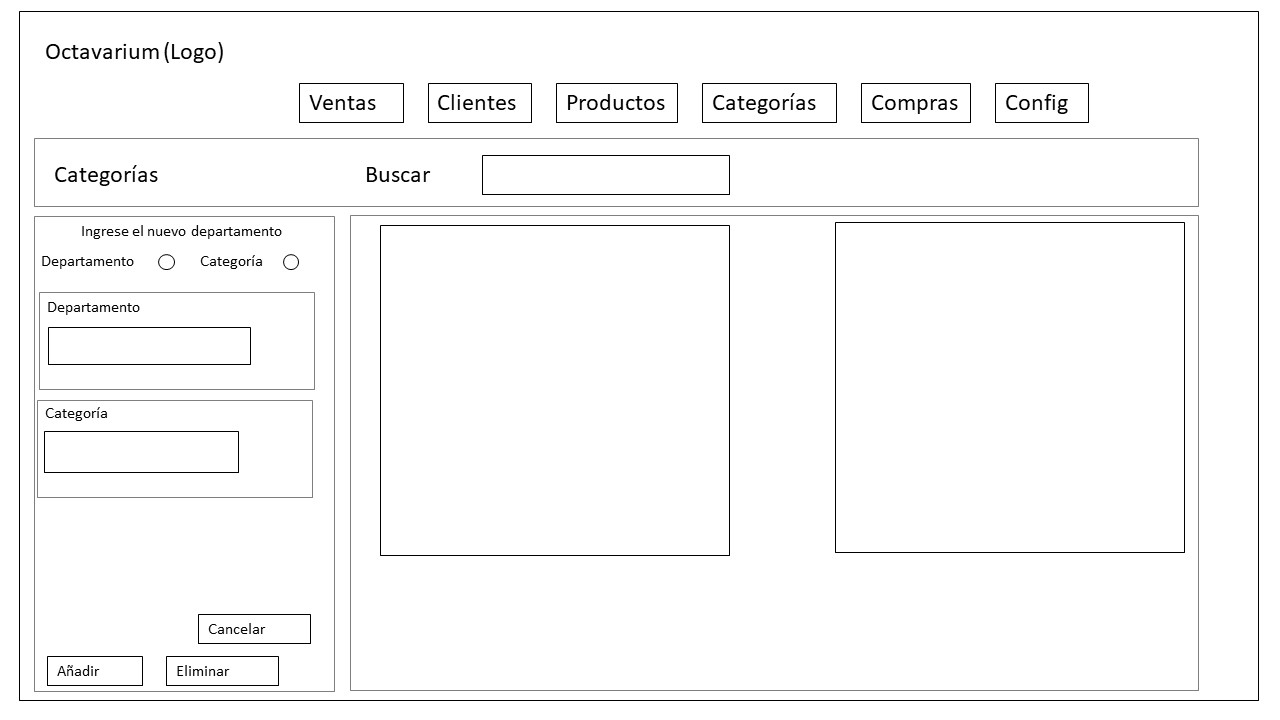 Octavarium (Logo)
Ventas
Clientes
Productos
Categorías
Compras
Config
Categorías
Buscar
Ingrese el nuevo departamento
Departamento
Categoría
Departamento
Categoría
Cancelar
Añadir
Eliminar